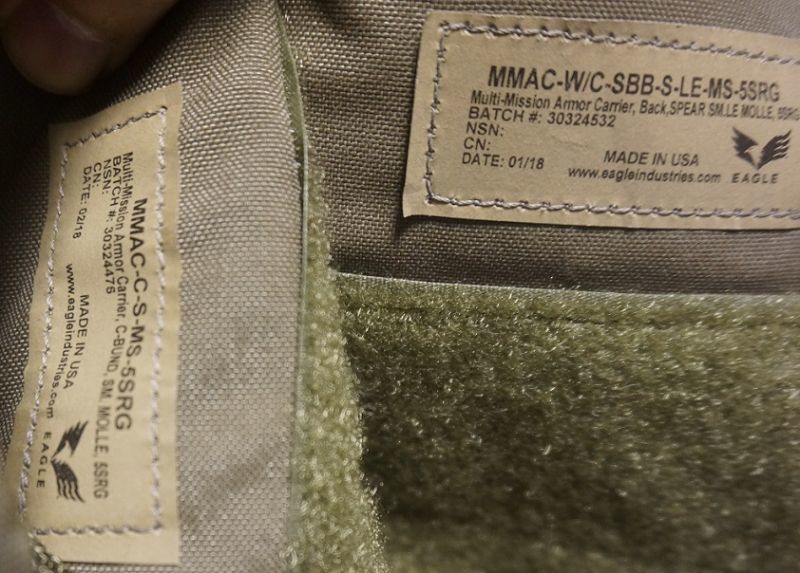 MMAC-C-S-MS-5SRG
Multi-Mission Armor Carrier, C-BUND, SM, MOLLE, 5SRG
BATCH #: 30324475
NSN:
CN:
DATE: 02/18
MADE IN USA
www.eagleindustries.com
EAGLE
MMAC-W/C-SBB-S-LE-MS-5SRG
Multi-Mission Armor Carrier, Back,SPEAR SM.LE MOLLE, 5SRG
BATCH #: 30324532
NSN:
CN:
DATE: 01/18
MADE IN USA
www.eagleindustries.com
EAGLE